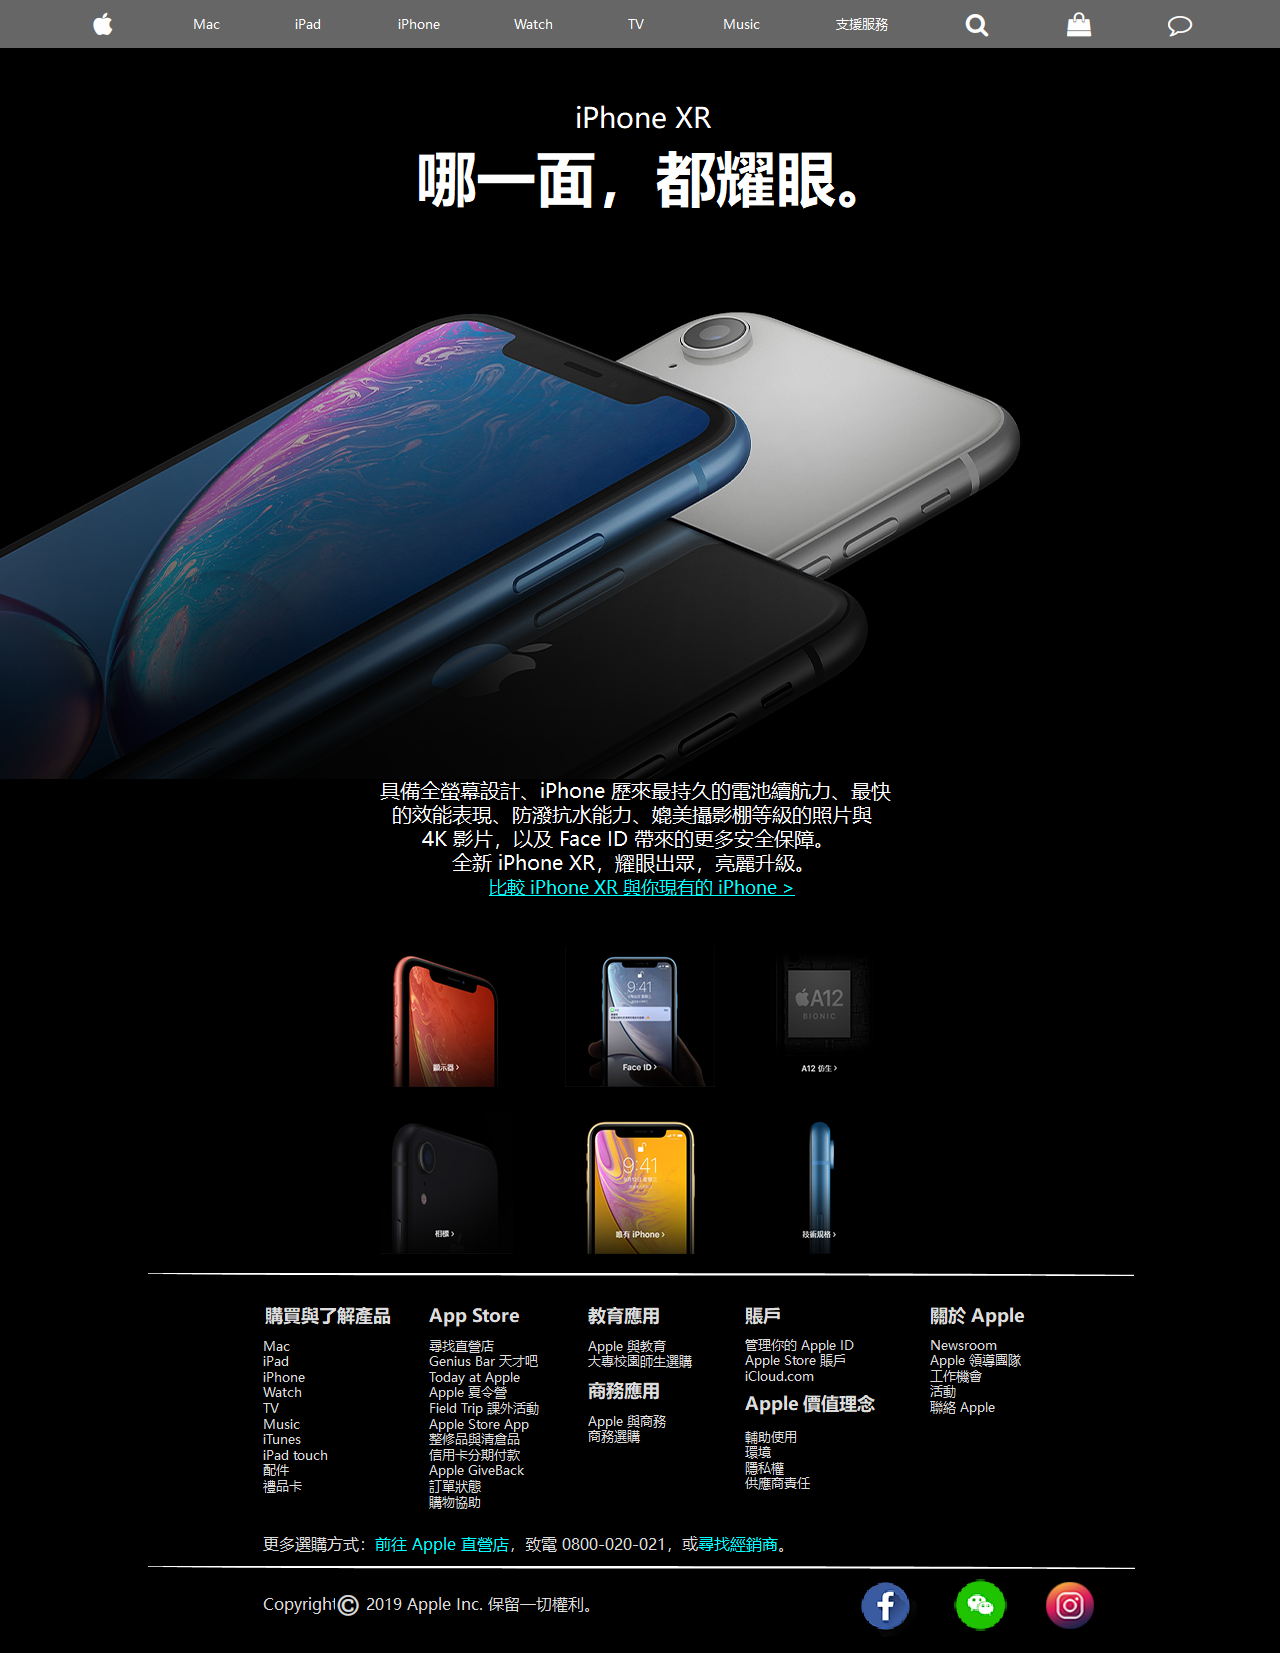 Mac iPad iPhone Watch TV Music 支援服務
iPhone XR
哪一面，都耀眼。
具備全螢幕設計、iPhone 歷來最持久的電池續航力、最快
的效能表現、防潑抗水能力、媲美攝影棚等級的照片與
4K 影片，以及 Face ID 帶來的更多安全保障。
全新 iPhone XR，耀眼出眾，亮麗升級。
比較 iPhone XR 與你現有的 iPhone >
9:41
9:41
A12
BIONIC
顯示器 ›
Face ID ›
A12 仿生 ›
9:41
相機 ›
唯有 iPhone ›
技術規格 ›
購買與了解產品
Mac
iPad
iPhone
Watch
TV
Music
iTunes
iPad touch
配件
禮品卡
App Store
尋找直營店
Genius Bar 天才吧
Today at Apple
Apple 夏令營
Field Trip 課外活動
Apple Store App
整修品與清倉品
信用卡分期付款
Apple GiveBack
訂單狀態
購物協助
教育應用
Apple 與教育
大專校園師生選購
商務應用
Apple 與商務
商務選購
賬戶
管理你的 Apple ID
Apple Store 賬戶
iCloud.com
Apple 價值理念
輔助使用
環境
隱私權
供應商責任
關於 Apple
Newsroom
Apple 領導團隊
工作機會
活動
聯絡 Apple
更多選購方式：前往 Apple 直營店，致電 0800-020-021，或尋找經銷商。
Copyright © 2019 Apple Inc. 保留一切權利。